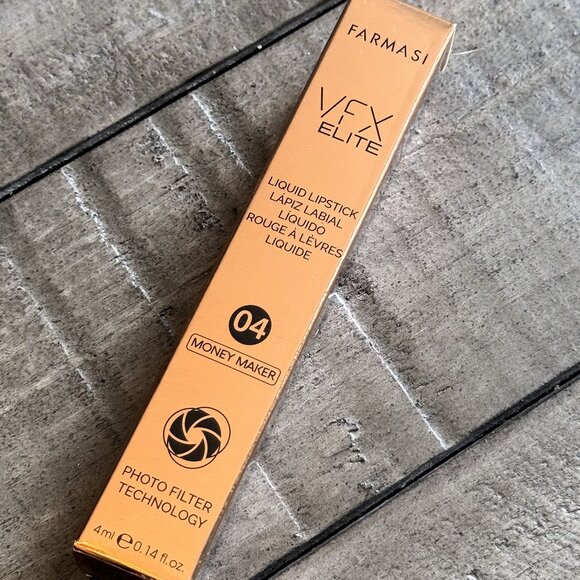 FARMASİ
VFX
ELITE
LIQUID LIPSTICK
LÁPIZ LABIAL
LÍQUIDO
ROUGE À LÈVRES
LIQUIDE
04
MONEY MAKER
PHOTO FILTER
TECHNOLOGY
4ml ℮ 0.14 fl.oz.